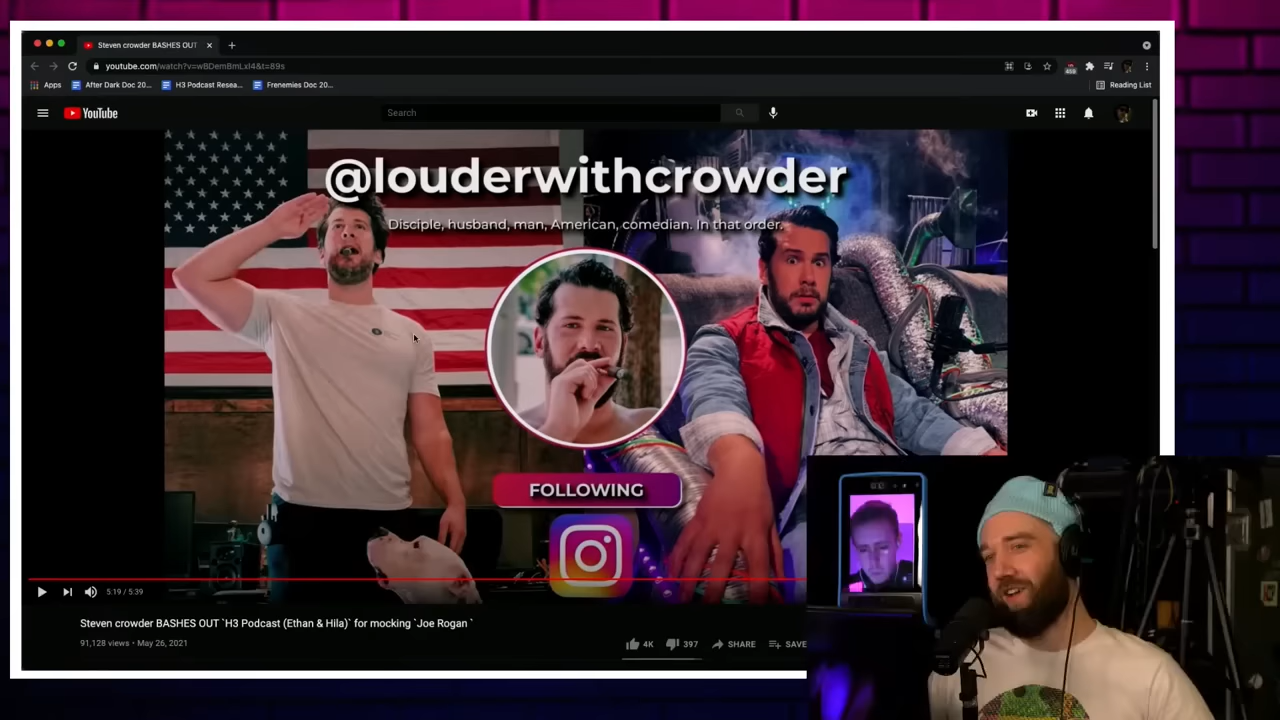 Steven crowder BASHES OUT
youtube.com/watch?v=wBDemBmLxI4&t=89s
Apps
After Dark Doc 20...
H3 Podcast Resea...
Frenemies Doc 20...
Reading List
YouTube
Search
@louderwithcrowder
Disciple, husband, man, American, comedian. In that order.
FOLLOWING
5:19 / 5:39
Steven crowder BASHES OUT `H3 Podcast (Ethan & Hila)` for mocking `Joe Rogan `
91,128 views • May 26, 2021
4K
397
SHARE
SAVE